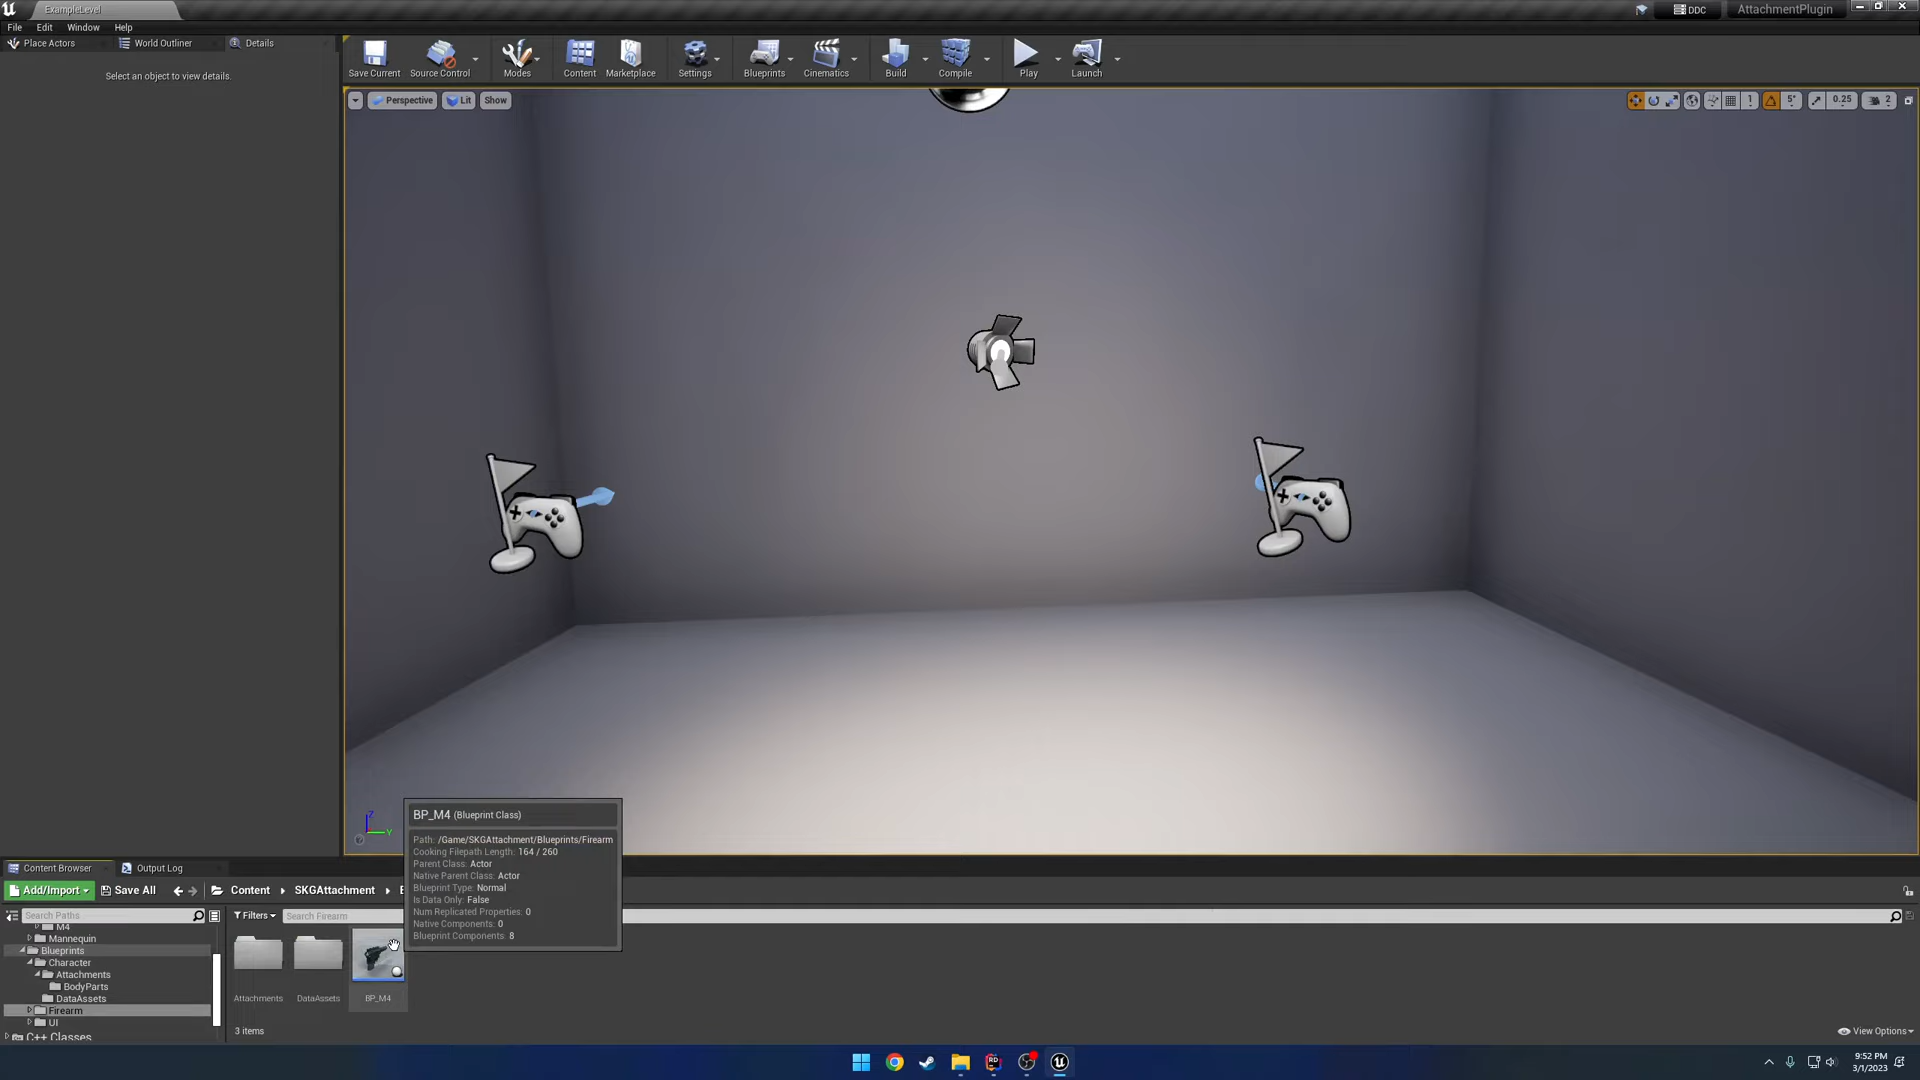 ExampleLevel
DDC
AttachmentPlugin
File
Edit
Window
Help
Place Actors
World Outliner
Details
Select an object to view details.
Save Current
Source Control
Modes
Content
Marketplace
Settings
Blueprints
Cinematics
Build
Compile
Play
Launch
Perspective
Lit
Show
1
5°
0.25
2
Z
Y
BP_M4 (Blueprint Class)
Path: /Game/SKGAttachment/Blueprints/Firearm
Cooking Filepath Length: 164 / 260
Parent Class: Actor
Native Parent Class: Actor
Blueprint Type: Normal
Is Data Only: False
Num Replicated Properties: 0
Native Components: 0
Blueprint Components: 8
Content Browser
Output Log
Add/Import
Save All
Content
SKGAttachment
Search Paths
Filters
Search Firearm
M4
Mannequin
Blueprints
Character
Attachments
BodyParts
DataAssets
Firearm
UI
C++ Classes
Attachments
DataAssets
BP_M4
3 items
View Options
RD
9:52 PM
3/1/2023